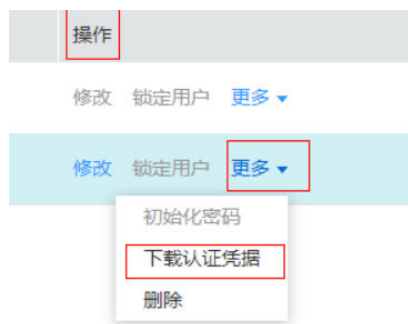 操作
修改 锁定用户 更多
修改 锁定用户 更多
初始化密码
下载认证凭据
删除